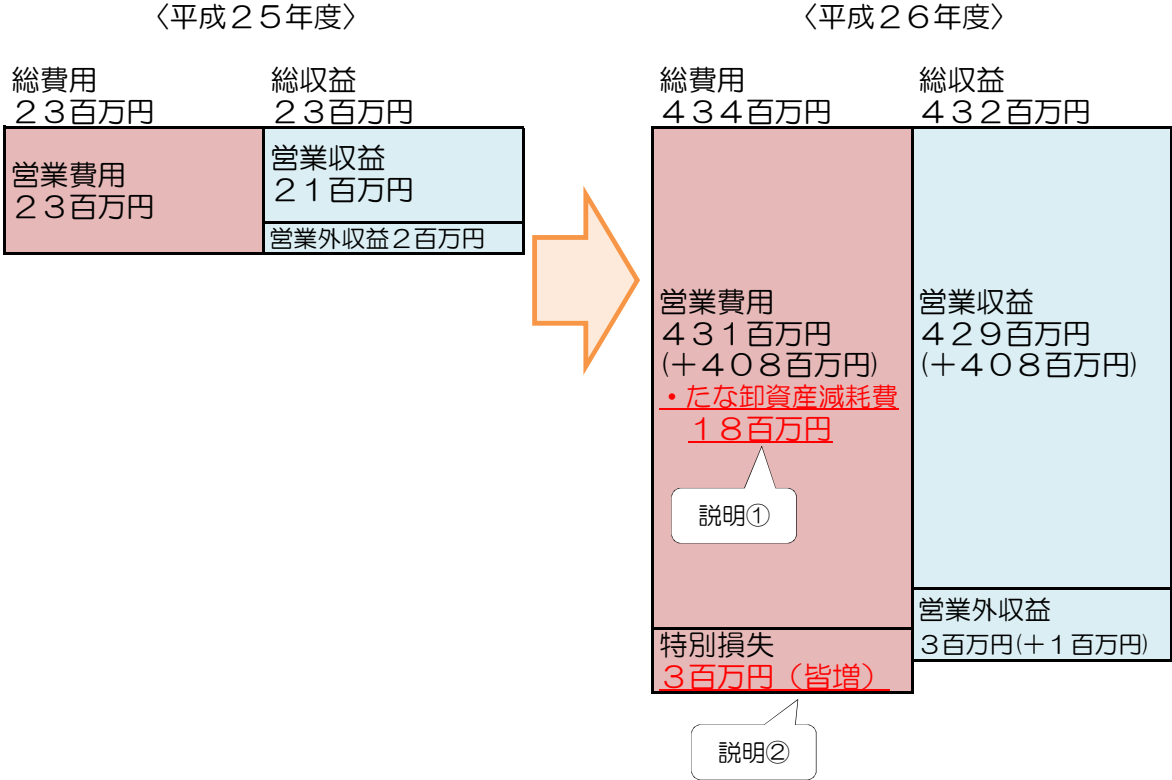 〈平成２５年度〉
総費用
２３百万円
総収益
２３百万円
営業費用
２３百万円
営業収益
２１百万円
営業外収益２百万円
〈平成２６年度〉
総費用
４３４百万円
総収益
４３２百万円
営業費用
４３１百万円
(＋４０８百万円)
・たな卸資産減耗費
１８百万円
説明①
営業収益
４２９百万円
(＋４０８百万円)
営業外収益
３百万円(＋１百万円)
特別損失
３百万円（皆増）
説明②